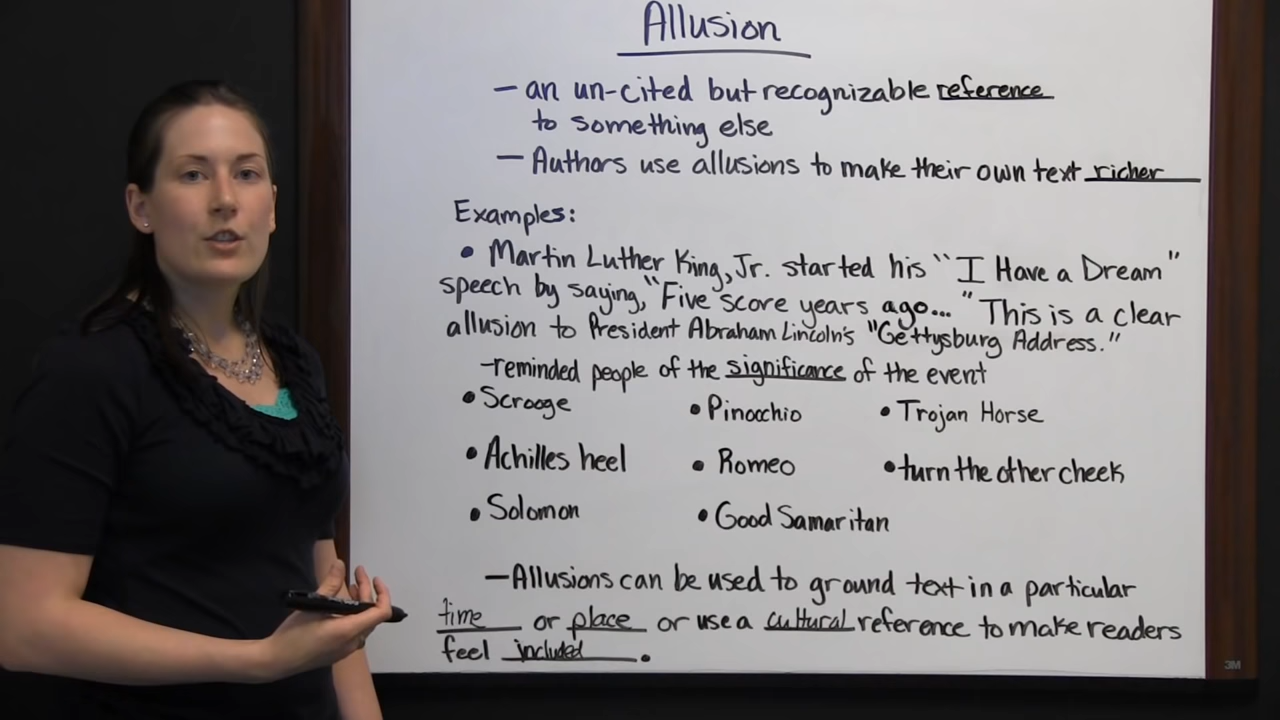 Allusion
— an un-cited but recognizable reference
to something else
— Authors use allusions to make their own text richer
Examples:
• Martin Luther King, Jr. started his "I Have a Dream"
speech by saying, "Five score years ago..." This is a clear
allusion to President Abraham Lincoln's "Gettysburg Address."
-reminded people of the significance of the event
• Scrooge • Pinocchio • Trojan Horse
• Achilles heel • Romeo • turn the other cheek
• Solomon • Good Samaritan
— Allusions can be used to ground text in a particular
time or place or use a cultural reference to make readers
feel included.
3M